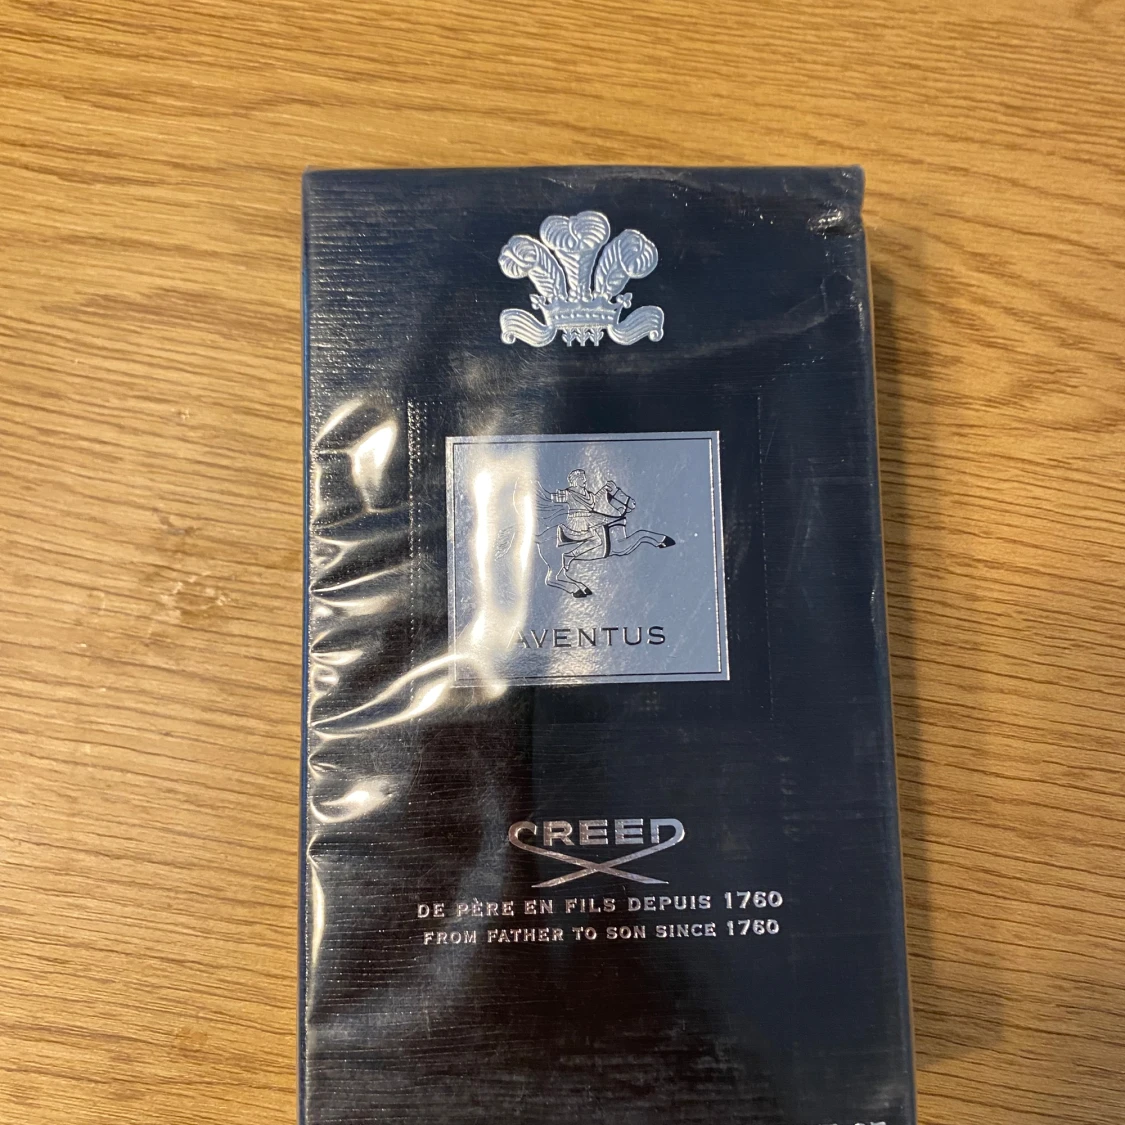 AVENTUS
CREED
DE PÈRE EN FILS DEPUIS 1760
FROM FATHER TO SON SINCE 1760